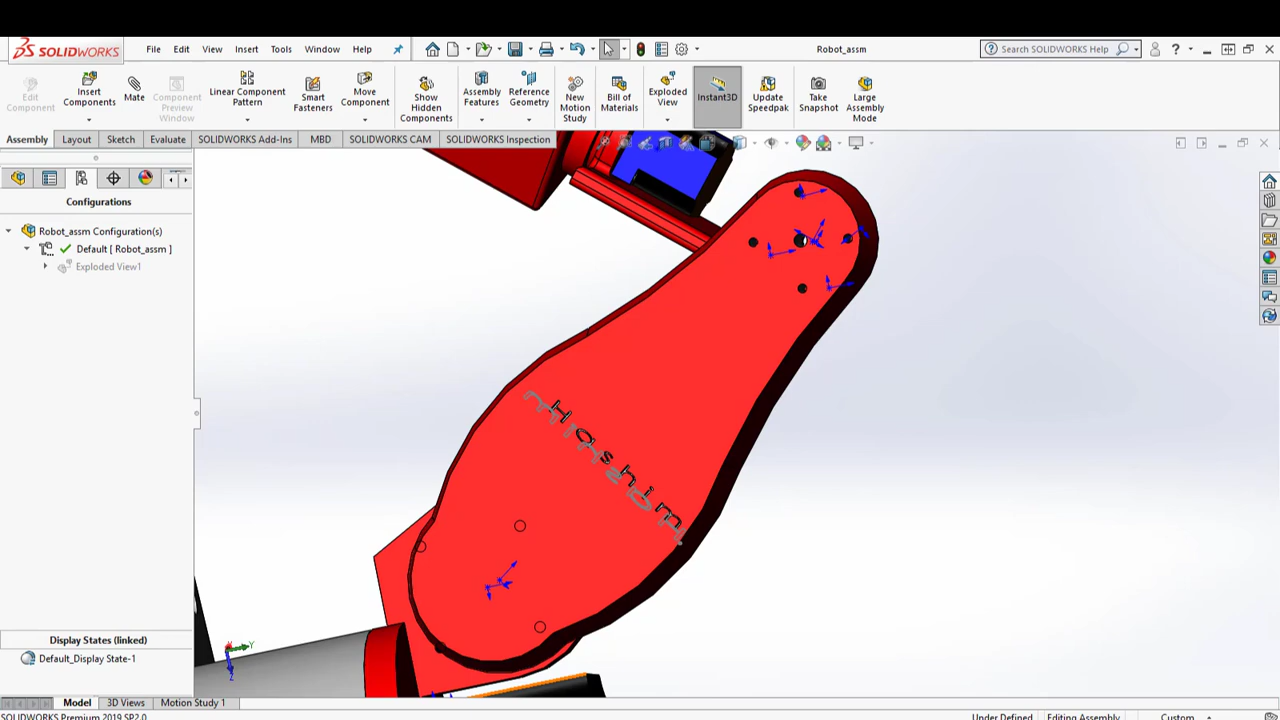 SOLIDWORKS
File Edit View Insert Tools Window Help
Robot_assm
Search SOLIDWORKS Help
Edit Component
Insert Components
Mate
Component Preview Window
Linear Component Pattern
Smart Fasteners
Move Component
Show Hidden Components
Assembly Features
Reference Geometry
New Motion Study
Bill of Materials
Exploded View
Instant3D
Update Speedpak
Take Snapshot
Large Assembly Mode
Assembly Layout Sketch Evaluate SOLIDWORKS Add-Ins MBD SOLIDWORKS CAM SOLIDWORKS Inspection
Configurations
Robot_assm Configuration(s)
Default [ Robot_assm ]
Exploded View1
Hashim
Hashim
Y
Z
Display States (linked)
Default_Display State-1
Model 3D Views Motion Study 1
SOLIDWORKS Premium 2019 SP2.0
Under Defined Editing Assembly Custom